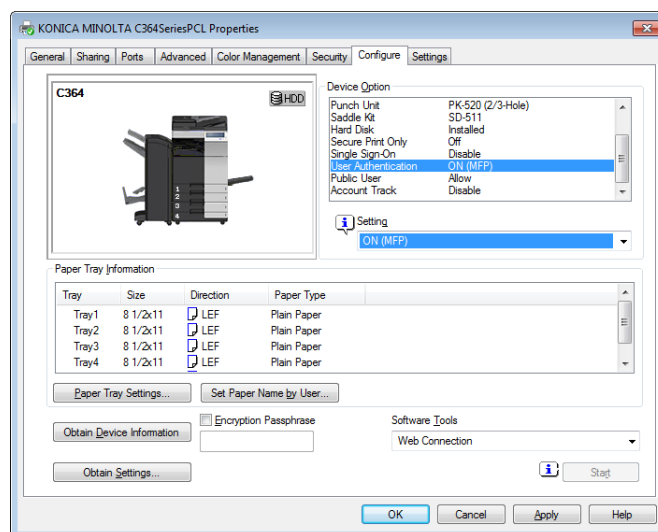 KONICA MINOLTA C364SeriesPCL Properties
General Sharing Ports Advanced Color Management Security Configure Settings
C364
HDD
1
2
3
4
Device Option
Punch Unit PK-520 (2/3-Hole)
Saddle Kit SD-511
Hard Disk Installed
Secure Print Only Off
Single Sign-On Disable
User Authentication ON (MFP)
Public User Allow
Account Track Disable
Setting
ON (MFP)
Paper Tray Information
Tray Size Direction Paper Type
Tray1 8 1/2x11 LEF Plain Paper
Tray2 8 1/2x11 LEF Plain Paper
Tray3 8 1/2x11 LEF Plain Paper
Tray4 8 1/2x11 LEF Plain Paper
Paper Tray Settings... Set Paper Name by User...
Obtain Device Information
Encryption Passphrase
Software Tools
Web Connection
Obtain Settings...
Start
OK Cancel Apply Help